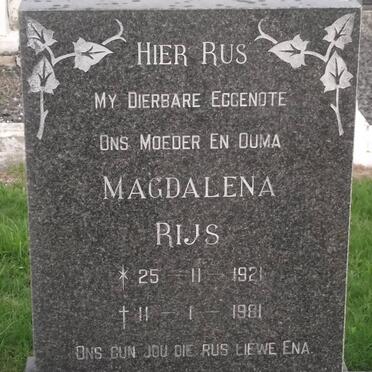 HIER RUS
MY DIERBARE EGGENOTE
ONS MOEDER EN OUMA
MAGDALENA
RIJS
* 25 - 11 - 1921
† 11 - 1 - 1981
ONS GUN JOU DIE RUS LIEWE ENA.